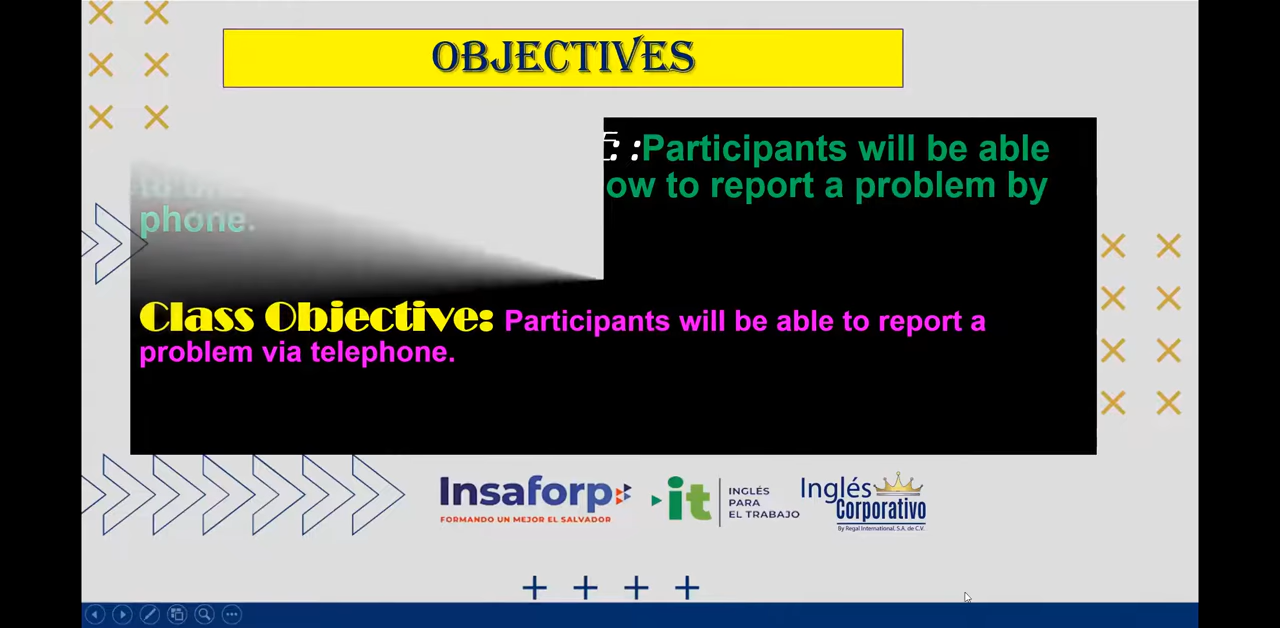 OBJECTIVES
: :Participants will be able
to ow to report a problem by
phone.
Class Objective: Participants will be able to report a
problem via telephone.
Insaforp
FORMANDO UN MEJOR EL SALVADOR
it
INGLÉS
PARA
EL TRABAJO
Inglés
Corporativo
By Regal International, S.A. de C.V.